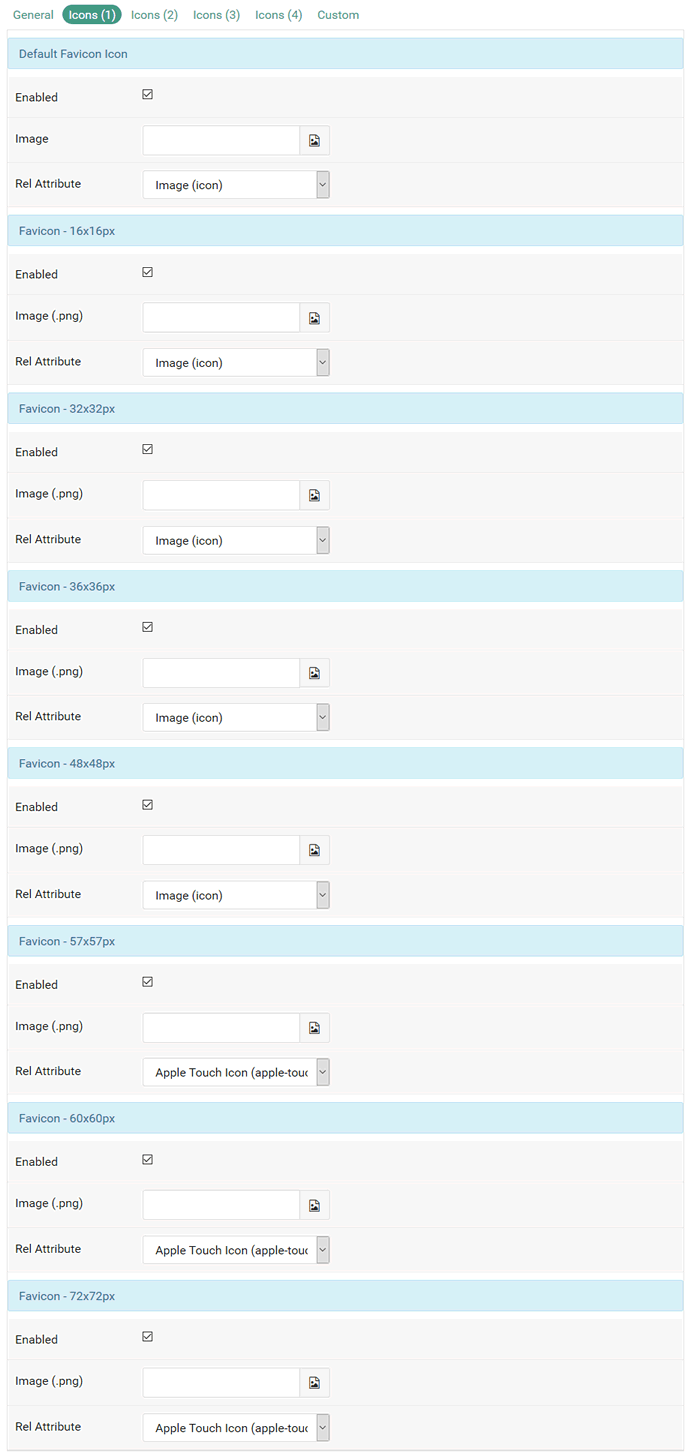 General Icons (1) Icons (2) Icons (3) Icons (4) Custom
Default Favicon Icon
Enabled
Image
Rel Attribute Image (icon)
Favicon - 16x16px
Enabled
Image (.png)
Rel Attribute Image (icon)
Favicon - 32x32px
Enabled
Image (.png)
Rel Attribute Image (icon)
Favicon - 36x36px
Enabled
Image (.png)
Rel Attribute Image (icon)
Favicon - 48x48px
Enabled
Image (.png)
Rel Attribute Image (icon)
Favicon - 57x57px
Enabled
Image (.png)
Rel Attribute Apple Touch Icon (apple-touc
Favicon - 60x60px
Enabled
Image (.png)
Rel Attribute Apple Touch Icon (apple-touc
Favicon - 72x72px
Enabled
Image (.png)
Rel Attribute Apple Touch Icon (apple-touc